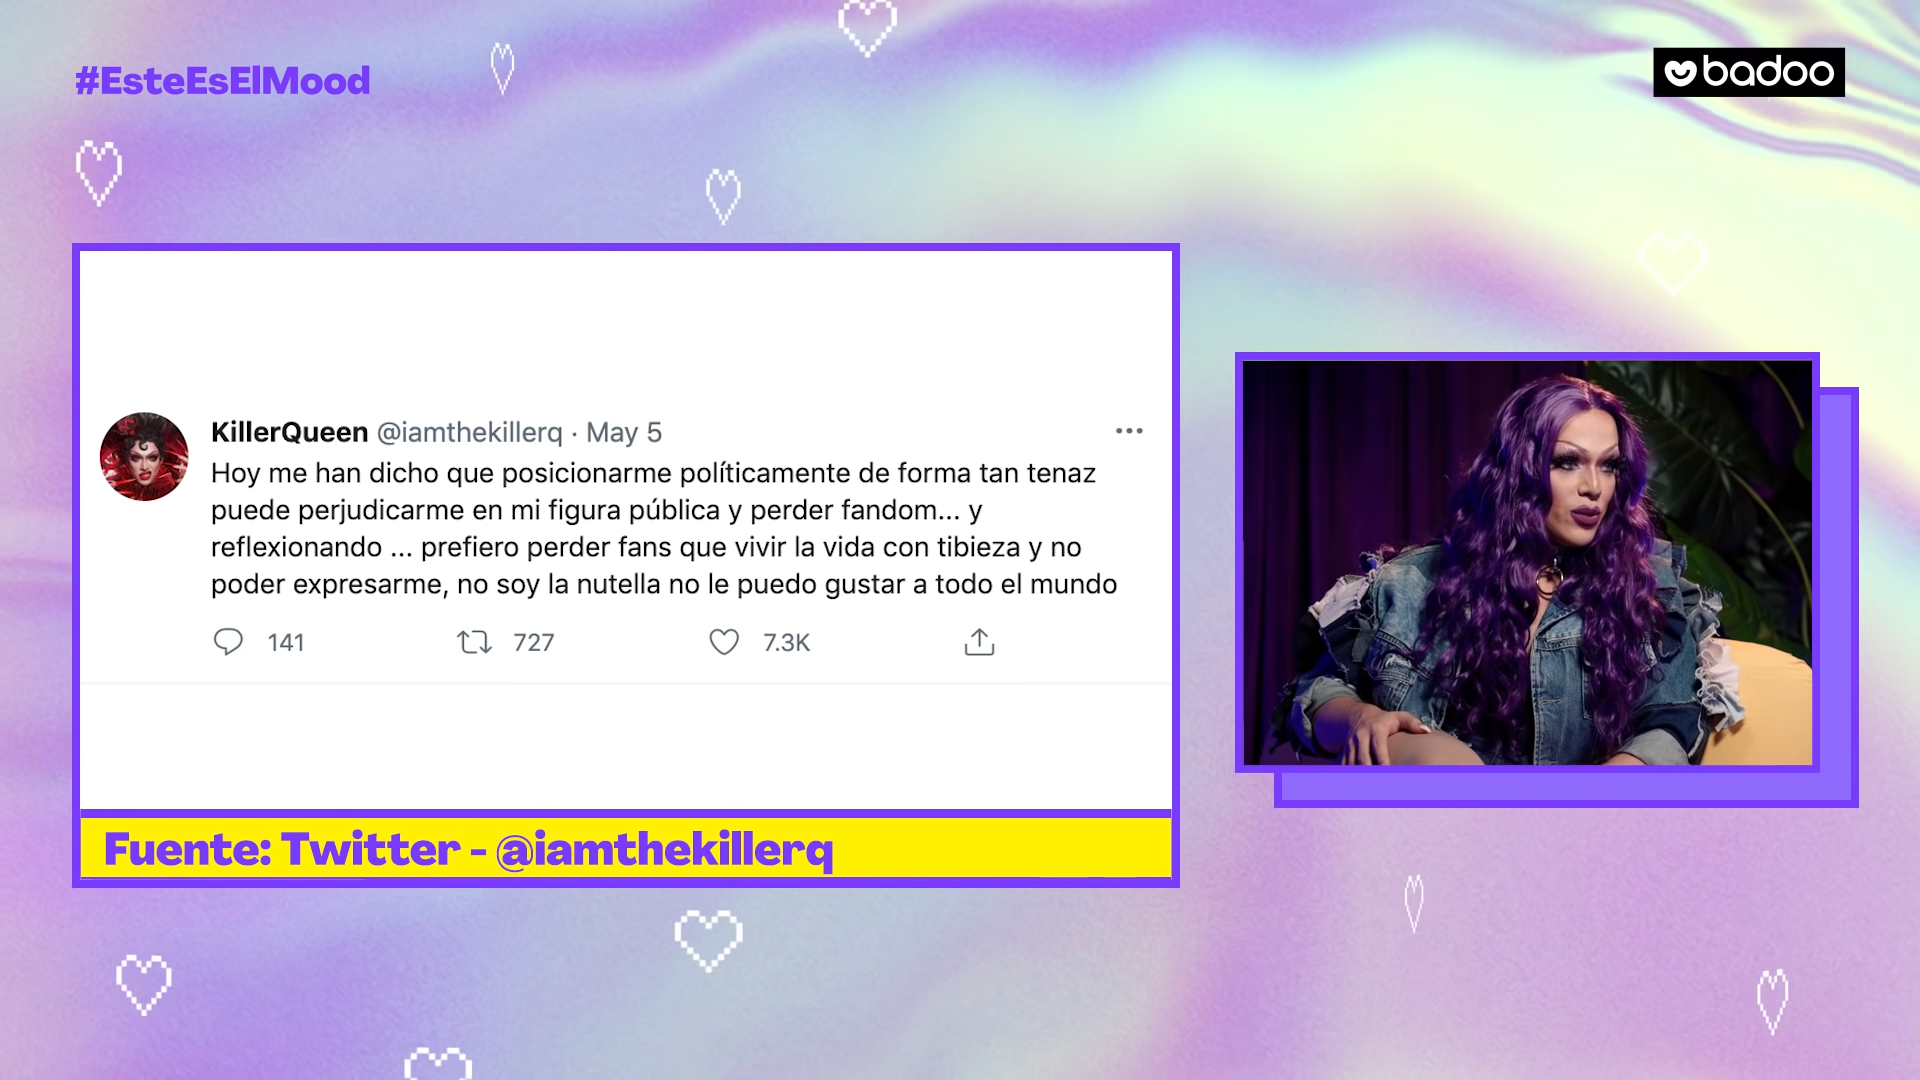 #EsteEsElMood
badoo
KillerQueen @iamthekillerq · May 5
Hoy me han dicho que posicionarme políticamente de forma tan tenaz
puede perjudicarme en mi figura pública y perder fandom... y
reflexionando ... prefiero perder fans que vivir la vida con tibieza y no
poder expresarme, no soy la nutella no le puedo gustar a todo el mundo
141 727 7.3K
Fuente: Twitter - @iamthekillerq